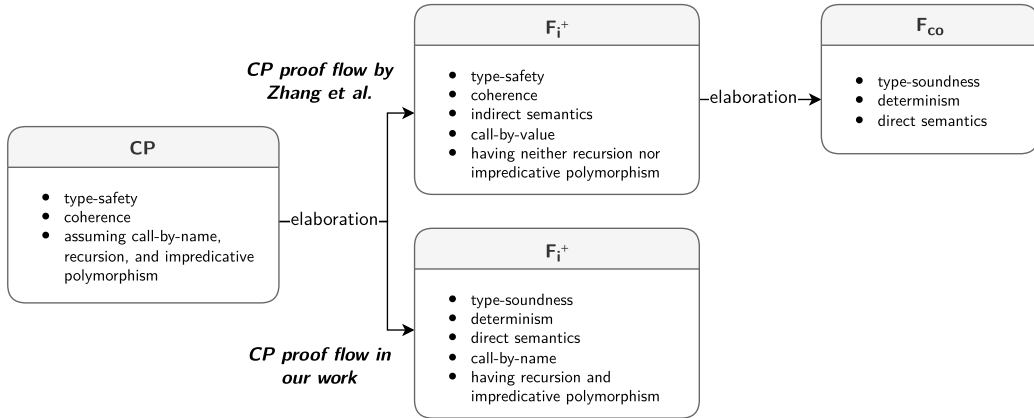 CP
type-safety
coherence
assuming call-by-name,
recursion, and impredicative
polymorphism
elaboration
CP proof flow by
Zhang et al.
Fi+
type-safety
coherence
indirect semantics
call-by-value
having neither recursion nor
impredicative polymorphism
elaboration
Fco
type-soundness
determinism
direct semantics
CP proof flow in
our work
Fi+
type-soundness
determinism
direct semantics
call-by-name
having recursion and
impredicative polymorphism